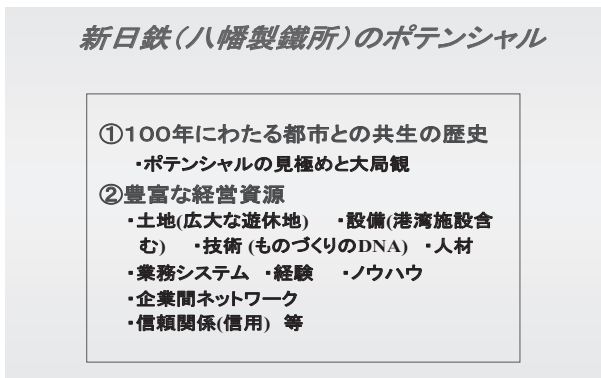 新日鉄(八幡製鐵所)のポテンシャル
①100年にわたる都市との共生の歴史
・ポテンシャルの見極めと大局観
②豊富な経営資源
・土地(広大な遊休地) ・設備(港湾施設含
む) ・技術 (ものづくりのDNA) ・人材
・業務システム ・経験 ・ノウハウ
・企業間ネットワーク
・信頼関係(信用) 等